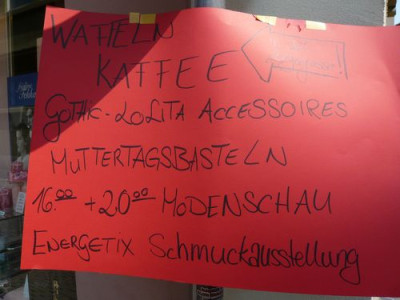 WAFFELN
KAFFEE
GOTHIC-LOLITA ACCESSOIRES
MUTTERTAGSBASTELN
16.00 + 20.00 MODENSCHAU
ENERGETIX Schmuckausstellung